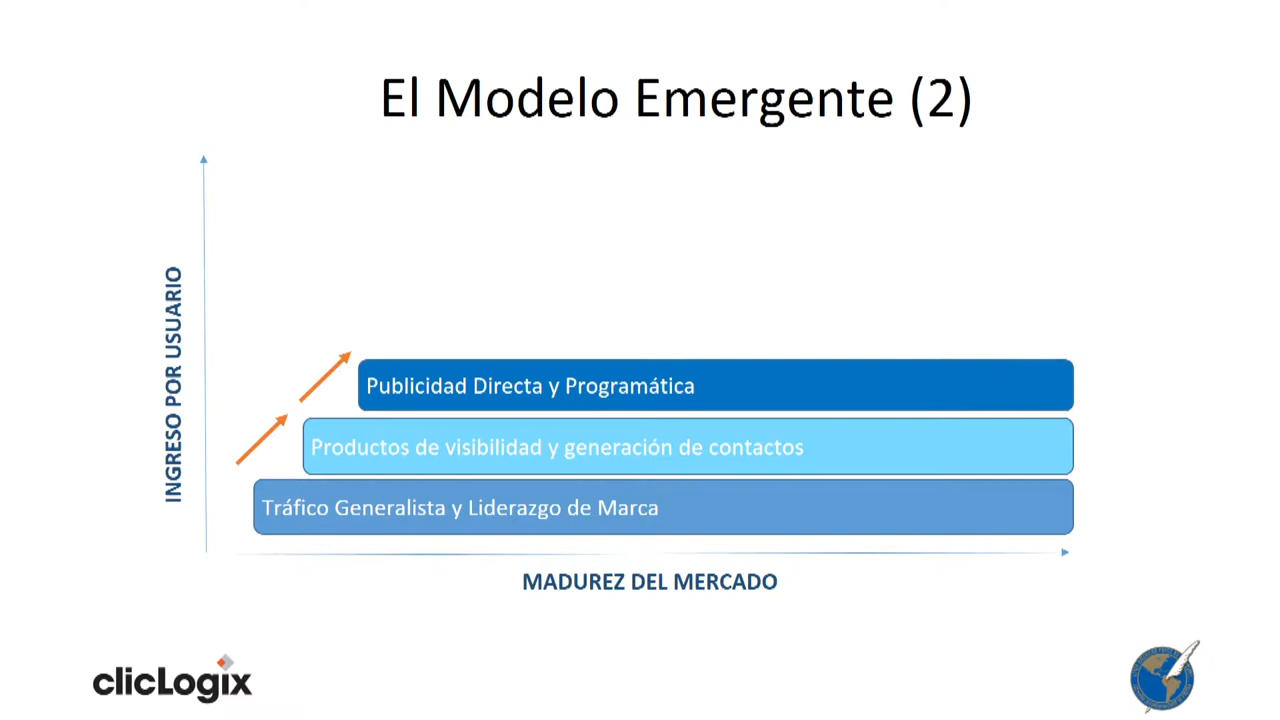 El Modelo Emergente (2)
INGRESO POR USUARIO
Publicidad Directa y Programática
Productos de visibilidad y generación de contactos
Tráfico Generalista y Liderazgo de Marca
MADUREZ DEL MERCADO
clicLogix